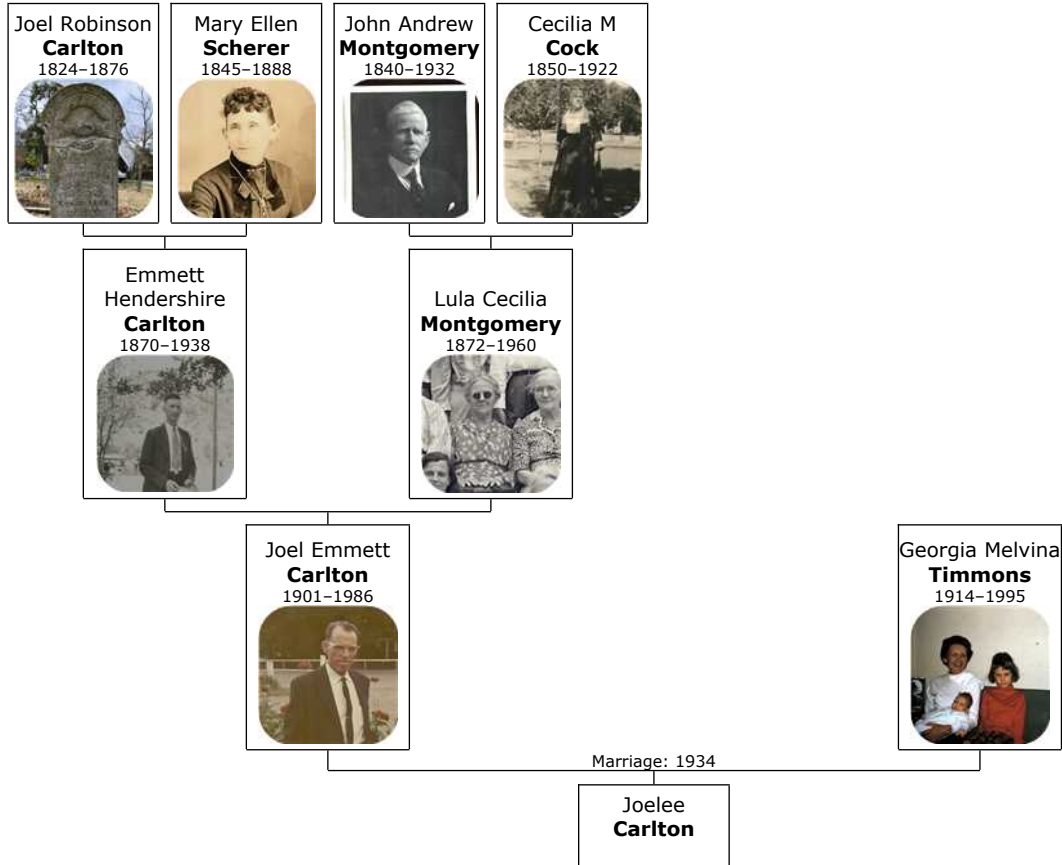 Joel Robinson
Carlton
1824–1876
Mary Ellen
Scherer
1845–1888
John Andrew
Montgomery
1840–1932
Cecilia M
Cock
1850–1922
Emmett
Hendershire
Carlton
1870–1938
Lula Cecilia
Montgomery
1872–1960
Joel Emmett
Carlton
1901–1986
Georgia Melvina
Timmons
1914–1995
Marriage: 1934
Joelee
Carlton